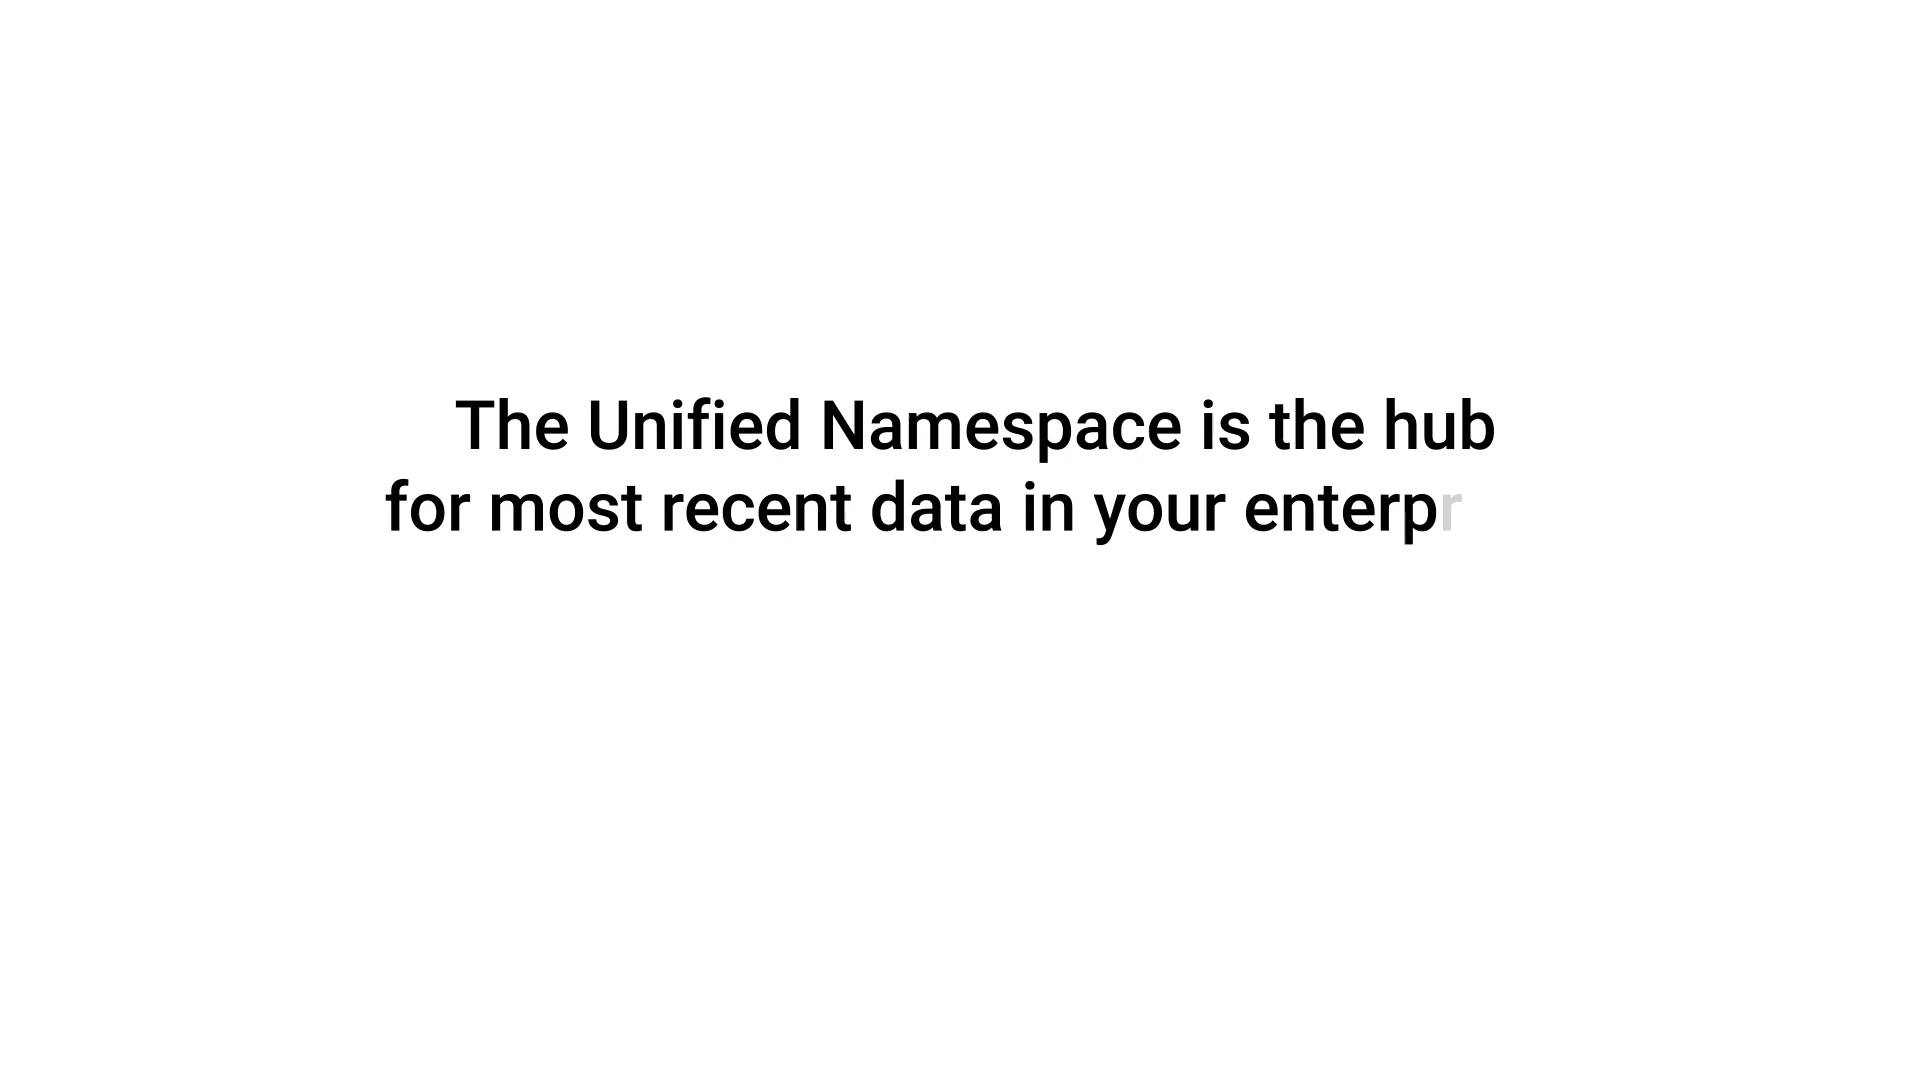 The Unified Namespace is the hub
for most recent data in your enterpr